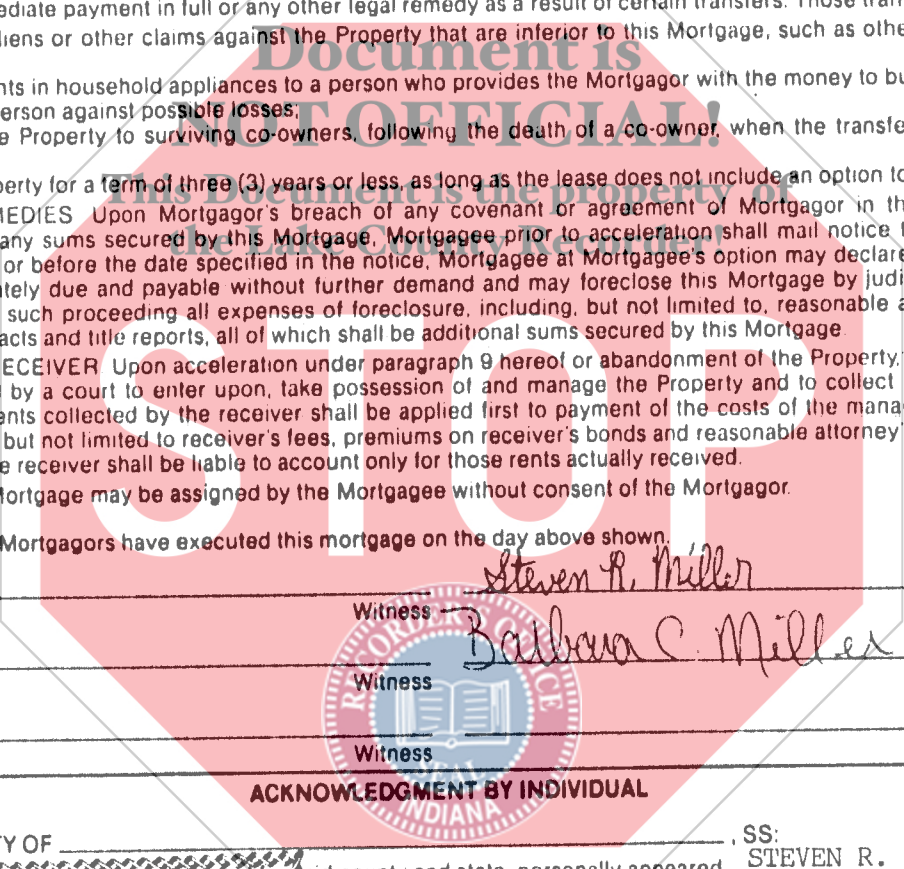 ediate payment in full or any other legal remedy as a result of certain transfers. Those tran
liens or other claims against the Property that are inferior to this Mortgage, such as othe
Document is
nts in household appliances to a person who provides the Mortgagor with the money to bu
erson against possible losses;
NOT OFFICIAL!
e Property to surviving co-owners, following the death of a co-owner, when the transfe
perty for a term of three (3) years or less, as long as the lease does not include an option to
This Document is the property of
MEDIES Upon Mortgagor's breach of any covenant or agreement of Mortgagor in th
any sums secured by this Mortgage, Mortgagee prior to acceleration shall mail notice t
the Lake County Recorder!
or before the date specified in the notice, Mortgagee at Mortgagee's option may declare
tely due and payable without further demand and may foreclose this Mortgage by judi
such proceeding all expenses of foreclosure, including, but not limited to, reasonable a
acts and title reports, all of which shall be additional sums secured by this Mortgage.
STOP
ECEIVER Upon acceleration under paragraph 9 hereof or abandonment of the Property,
by a court to enter upon, take possession of and manage the Property and to collect
ents collected by the receiver shall be applied first to payment of the costs of the mana
but not limited to receiver's fees, premiums on receiver's bonds and reasonable attorney'
e receiver shall be liable to account only for those rents actually received.
Mortgage may be assigned by the Mortgagee without consent of the Mortgagor.
Mortgagors have executed this mortgage on the day above shown.
Steven R. Miller
Witness
Barbara C. Miller
Witness
RECORDER'S OFFICE
Witness
SEAL
INDIANA
ACKNOWLEDGMENT BY INDIVIDUAL
TY OF , SS:
county and state, personally appeared STEVEN R.